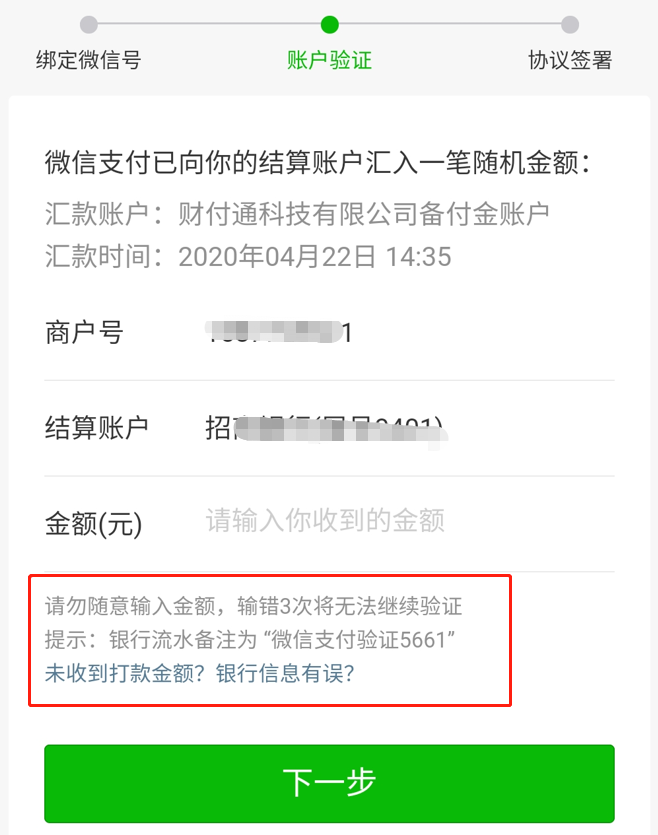 绑定微信号 账户验证 协议签署
微信支付已向你的结算账户汇入一笔随机金额：
汇款账户：财付通科技有限公司备付金账户
汇款时间：2020年04月22日 14:35
商户号 1
结算账户 招
金额(元) 请输入你收到的金额
请勿随意输入金额，输错3次将无法继续验证
提示：银行流水备注为 “微信支付验证5661”
未收到打款金额？银行信息有误？
下一步